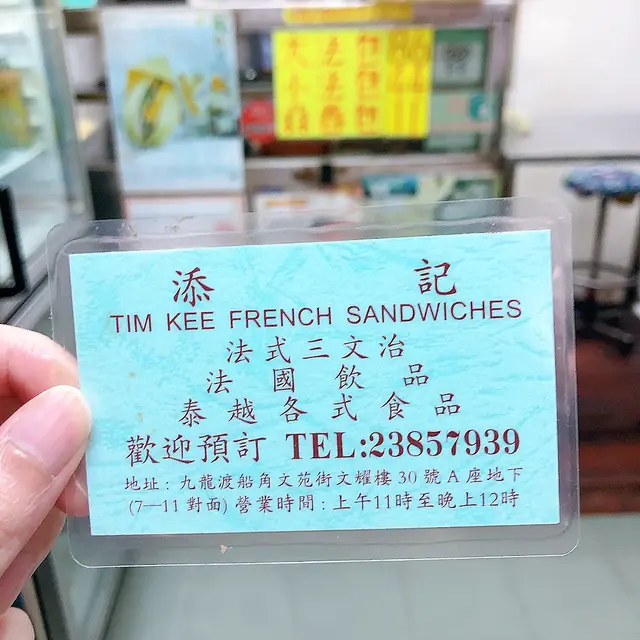 添記
TIM KEE FRENCH SANDWICHES
法式三文治
法國飲品
泰越各式食品
歡迎預訂 TEL:23857939
地址：九龍渡船角文苑街文耀樓30號A座地下
(7—11對面) 營業時間：上午11時至晚上12時